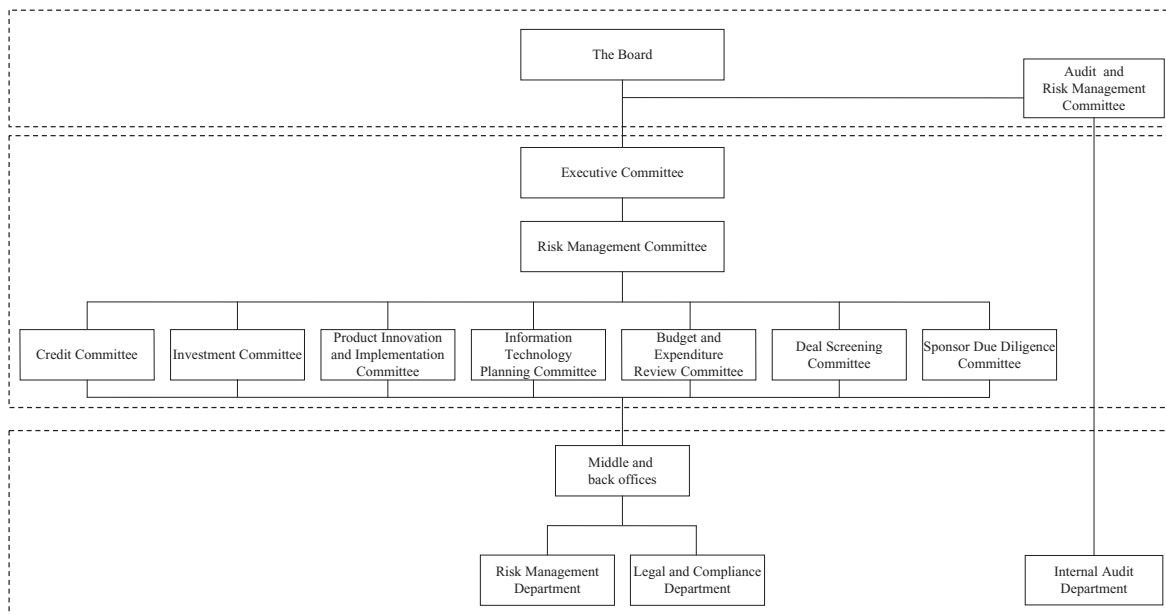 The Board
Audit and
Risk Management
Committee
Executive Committee
Risk Management Committee
Credit Committee
Investment Committee
Product Innovation
and Implementation
Committee
Information
Technology
Planning Committee
Budget and
Expenditure
Review Committee
Deal Screening
Committee
Sponsor Due Diligence
Committee
Middle and
back offices
Risk Management
Department
Legal and Compliance
Department
Internal Audit
Department